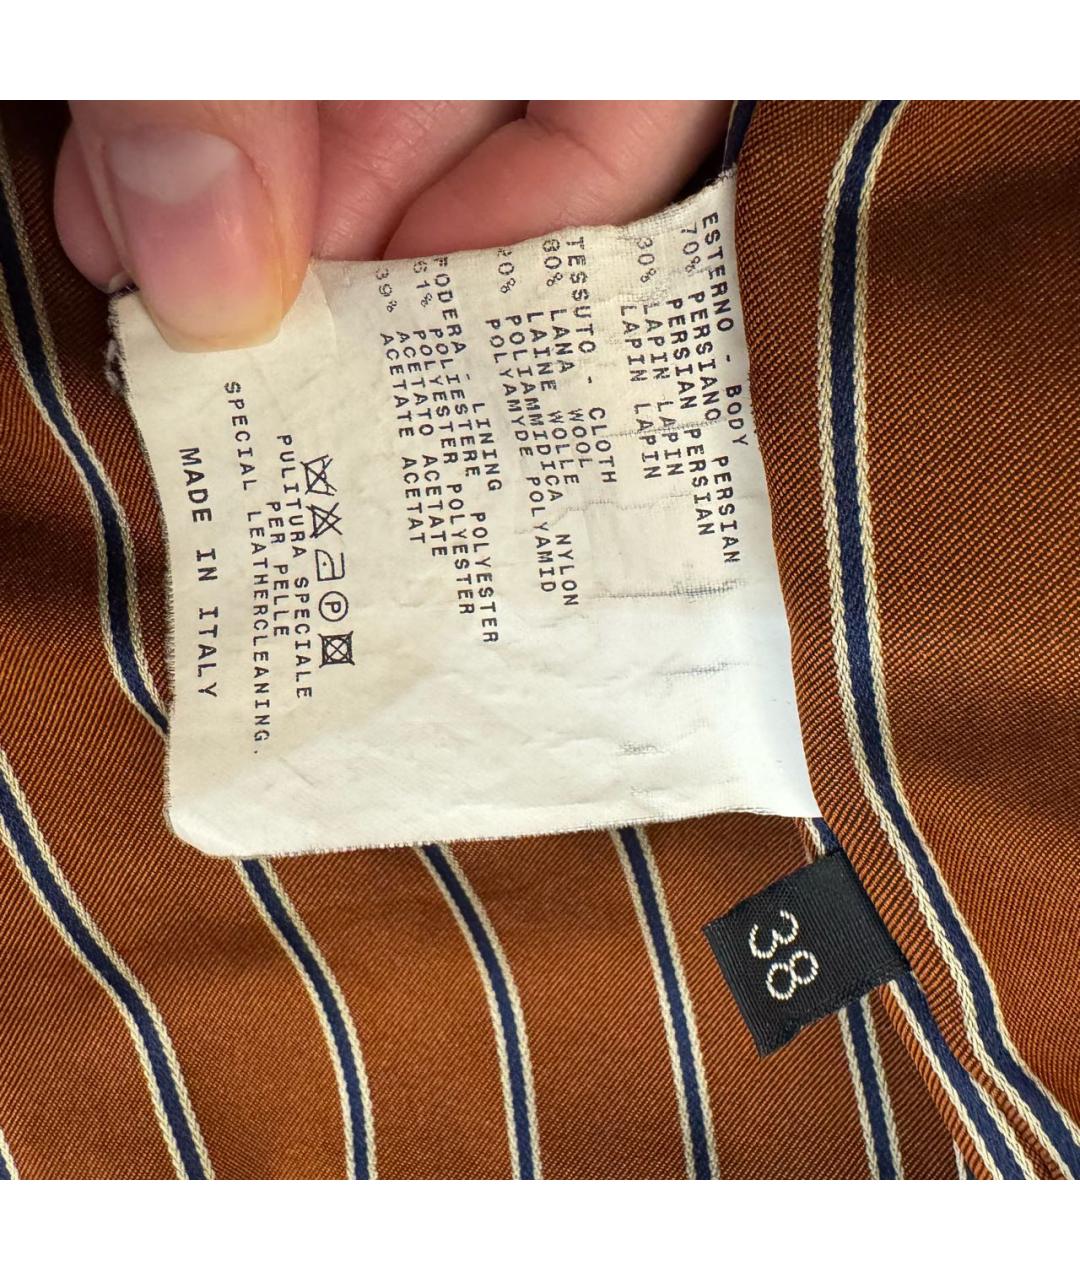 ESTERNO - BODY
70% PERSIANO PERSIAN
PERSIAN PERSIAN
30% LAPIN LAPIN
LAPIN LAPIN
TESSUTO - CLOTH
80% LANA WOOL
LAINE WOLLE
20% POLIAMMIDICA NYLON
POLYAMYDE POLYAMID
FODERA - LINING
61% POLIESTERE POLYESTER
POLYESTER POLYESTER
39% ACETATO ACETATE
ACETATE ACETAT
P
PULITURA SPECIALE
PER PELLE
SPECIAL LEATHERCLEANING.
MADE IN ITALY
38